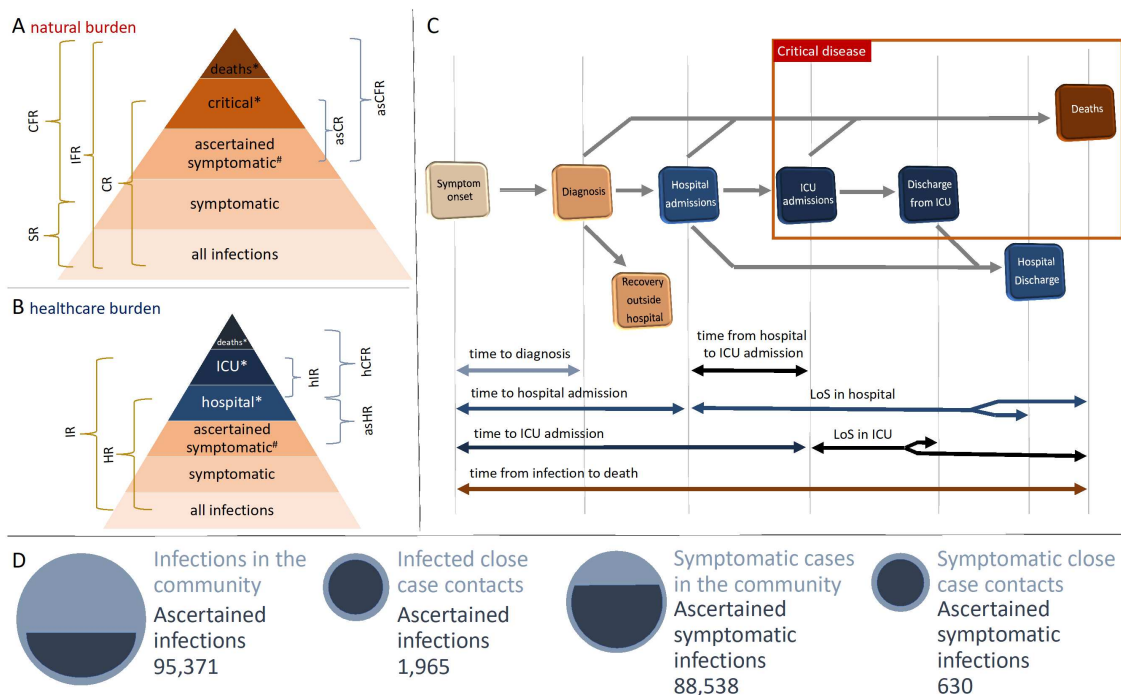 A natural burden
deaths*
critical*
ascertained
symptomatic#
symptomatic
all infections
CFR
IFR
CR
SR
asCR
asCFR
B healthcare burden
deaths*
ICU*
hospital*
ascertained
symptomatic#
symptomatic
all infections
IR
HR
hIR
hCFR
asHR
C
Critical disease
Deaths
Symptom
onset
Diagnosis
Hospital
admissions
ICU
admissions
Discharge
from ICU
Recovery
outside
hospital
Hospital
Discharge
time to diagnosis
time from hospital
to ICU admission
time to hospital admission
LoS in hospital
time to ICU admission
LoS in ICU
time from infection to death
D
Infections in the
community
Ascertained
infections
95,371
Infected close
case contacts
Ascertained
infections
1,965
Symptomatic cases
in the community
Ascertained
symptomatic
infections
88,538
Symptomatic close
case contacts
Ascertained
symptomatic
infections
630